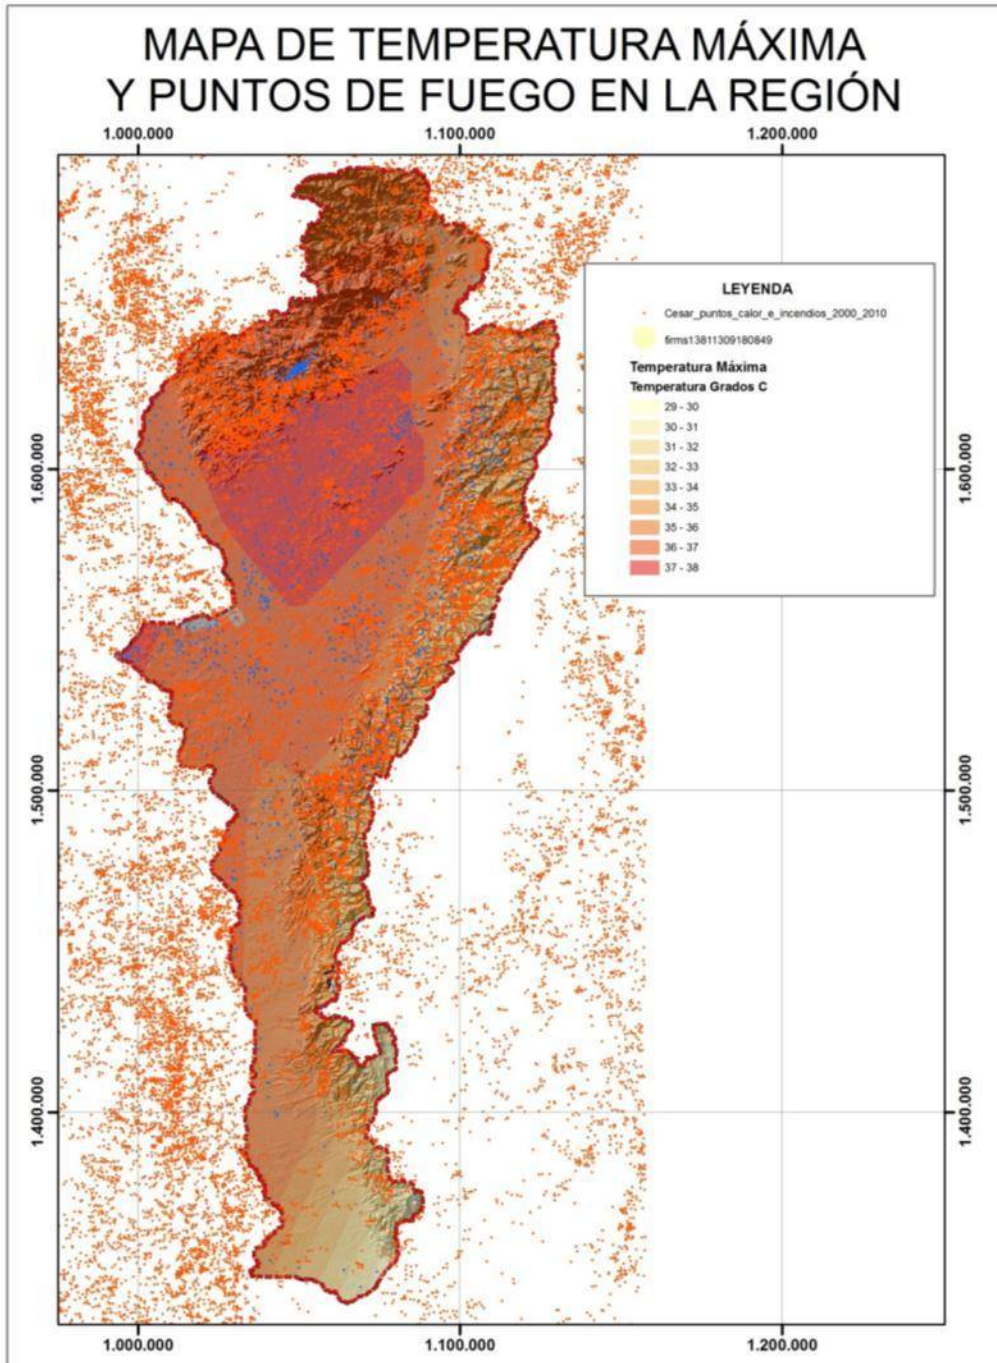 MAPA DE TEMPERATURA MÁXIMA
Y PUNTOS DE FUEGO EN LA REGIÓN
1.000.000
1.100.000
1.200.000
LEYENDA
Cesar_puntos_calor_e_incendios_2000_2010
firms13811309180849
Temperatura Máxima
Temperatura Grados C
29 - 30
30 - 31
31 - 32
32 - 33
33 - 34
34 - 35
35 - 36
36 - 37
37 - 38
1.600.000
1.600.000
1.500.000
1.500.000
1.400.000
1.400.000
1.000.000
1.100.000
1.200.000